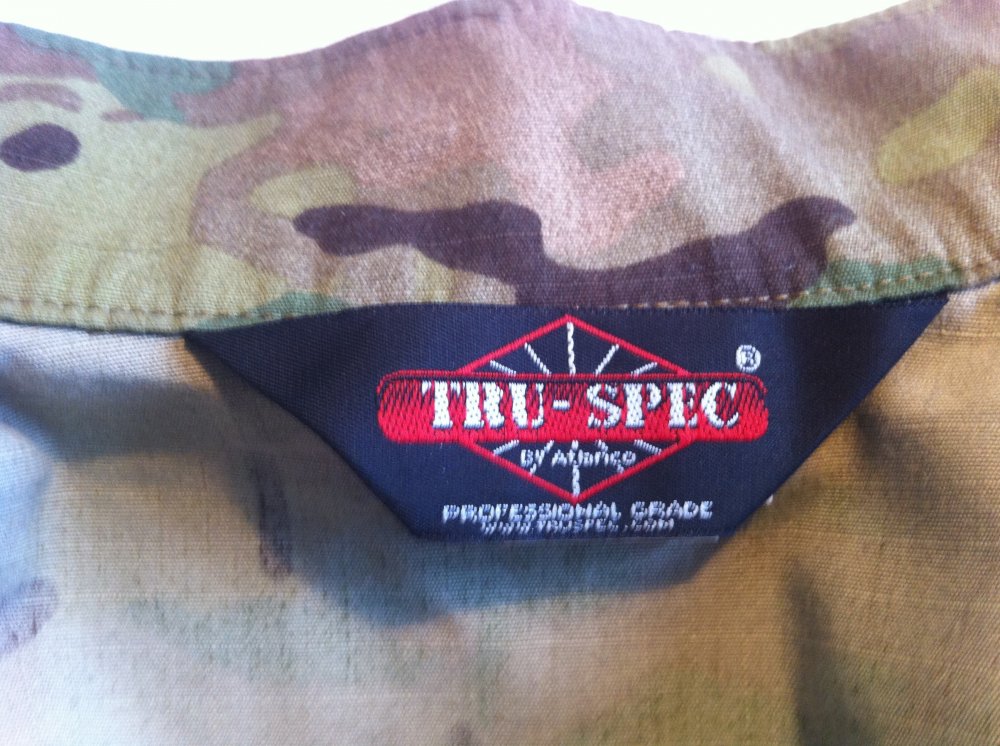 TRU-SPEC
®
By Atlanco
PROFESSIONAL GRADE
WWW.TRUSPEC.COM